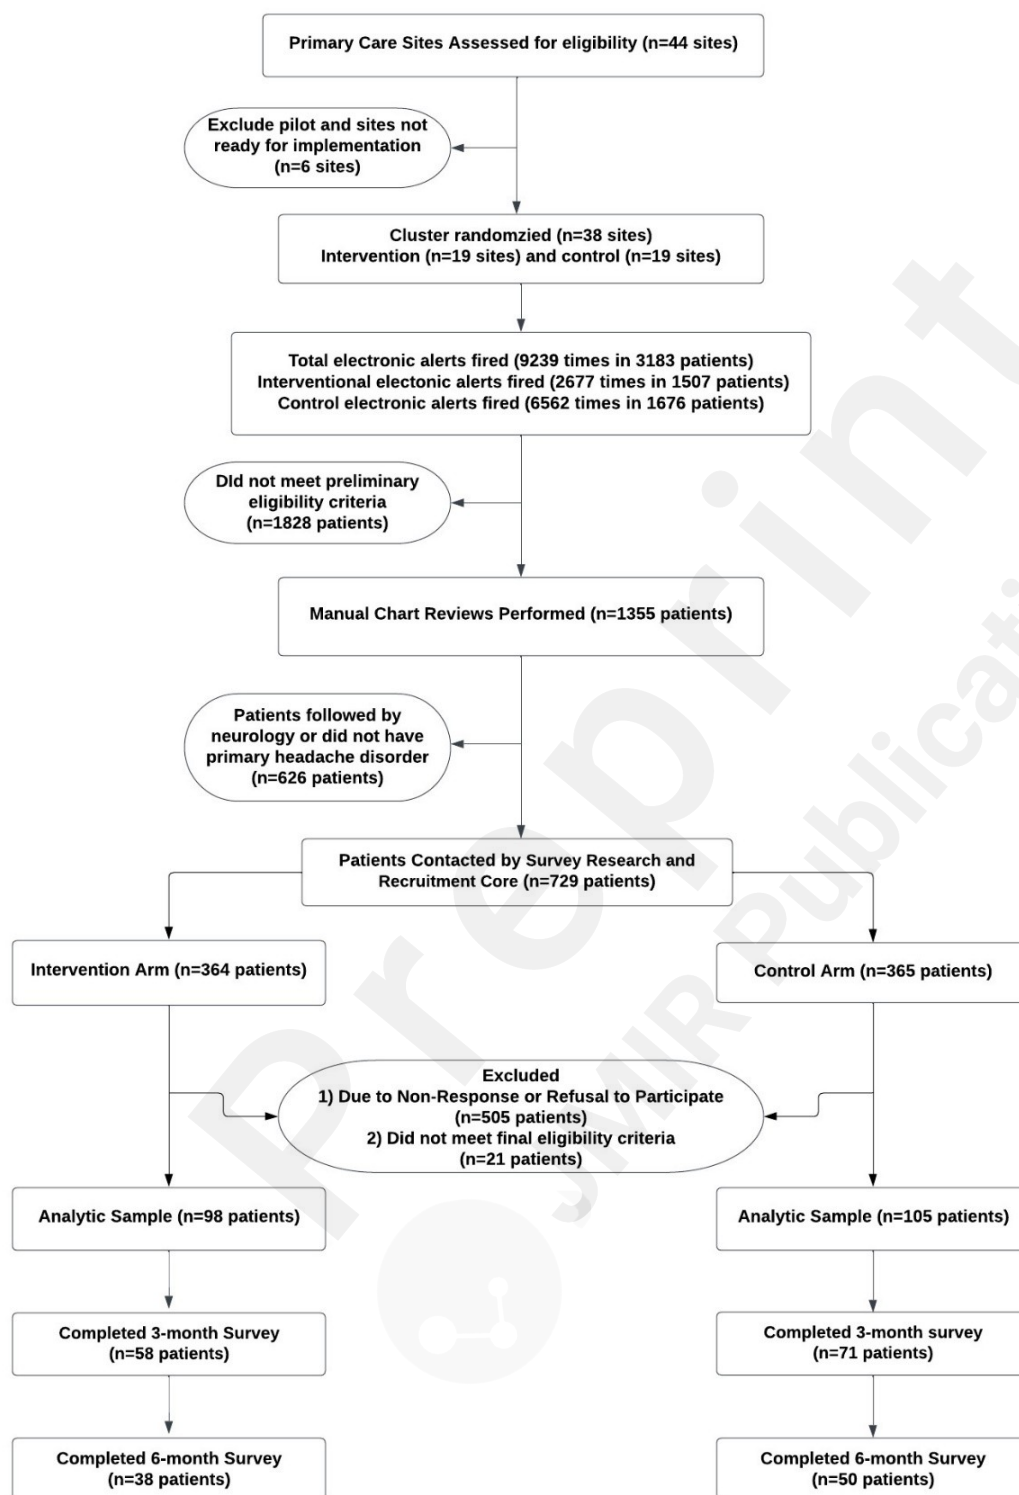 Primary Care Sites Assessed for eligibility (n=44 sites)
Exclude pilot and sites not
ready for implementation
(n=6 sites)
Cluster randomzied (n=38 sites)
Intervention (n=19 sites) and control (n=19 sites)
Total electronic alerts fired (9239 times in 3183 patients)
Interventional electonic alerts fired (2677 times in 1507 patients)
Control electronic alerts fired (6562 times in 1676 patients)
DId not meet preliminary
eligibility criteria
(n=1828 patients)
Manual Chart Reviews Performed (n=1355 patients)
Patients followed by
neurology or did not have
primary headache disorder
(n=626 patients)
Patients Contacted by Survey Research and
Recruitment Core (n=729 patients)
Intervention Arm (n=364 patients)
Control Arm (n=365 patients)
Excluded
1) Due to Non-Response or Refusal to Participate
(n=505 patients)
2) Did not meet final eligibility criteria
(n=21 patients)
Analytic Sample (n=98 patients)
Analytic Sample (n=105 patients)
Completed 3-month Survey
(n=58 patients)
Completed 3-month survey
(n=71 patients)
Completed 6-month Survey
(n=38 patients)
Completed 6-month Survey
(n=50 patients)
Preprint
JMIR Publicati